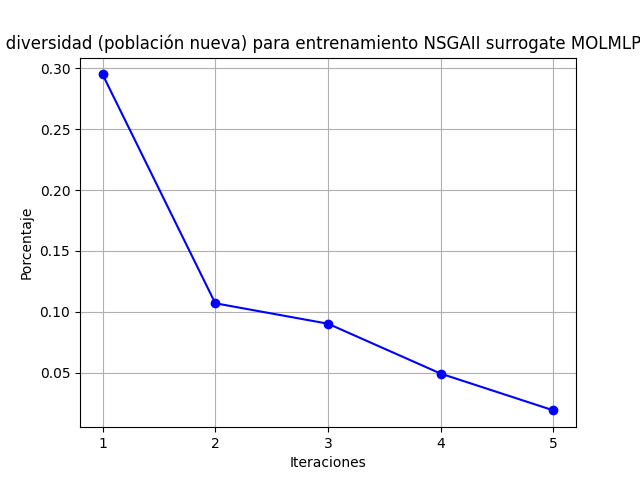 diversidad (población nueva) para entrenamiento NSGAII surrogate MOLMLP
0.30
0.25
0.20
0.15
0.10
0.05
Porcentaje
1 2 3 4 5
Iteraciones